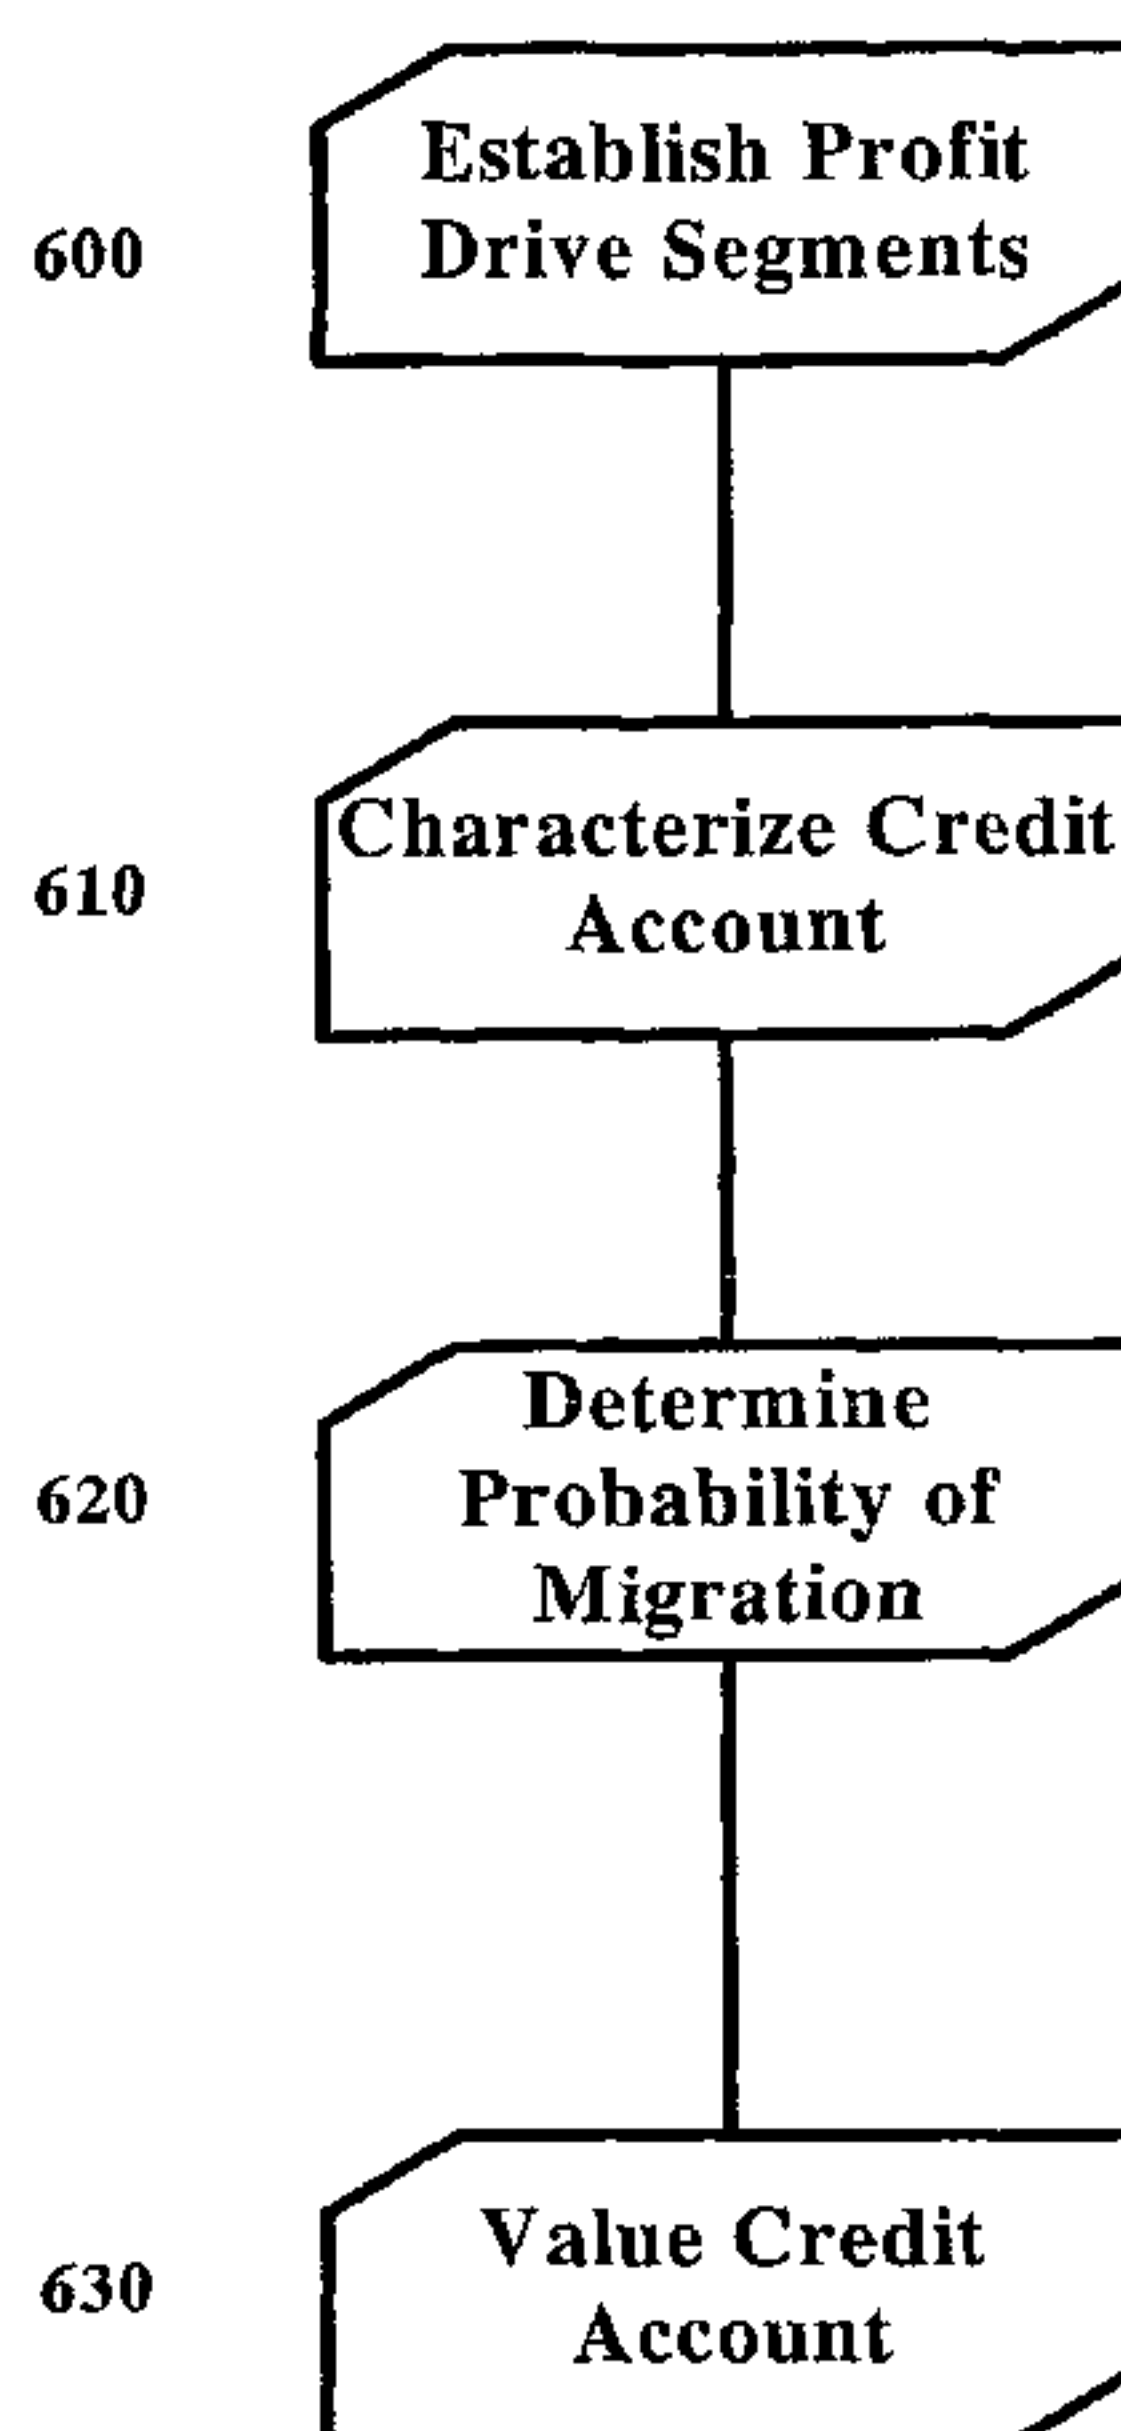 Establish Profit
Drive Segments
600
Characterize Credit
Account
610
Determine
Probability of
Migration
620
Value Credit
Account
630